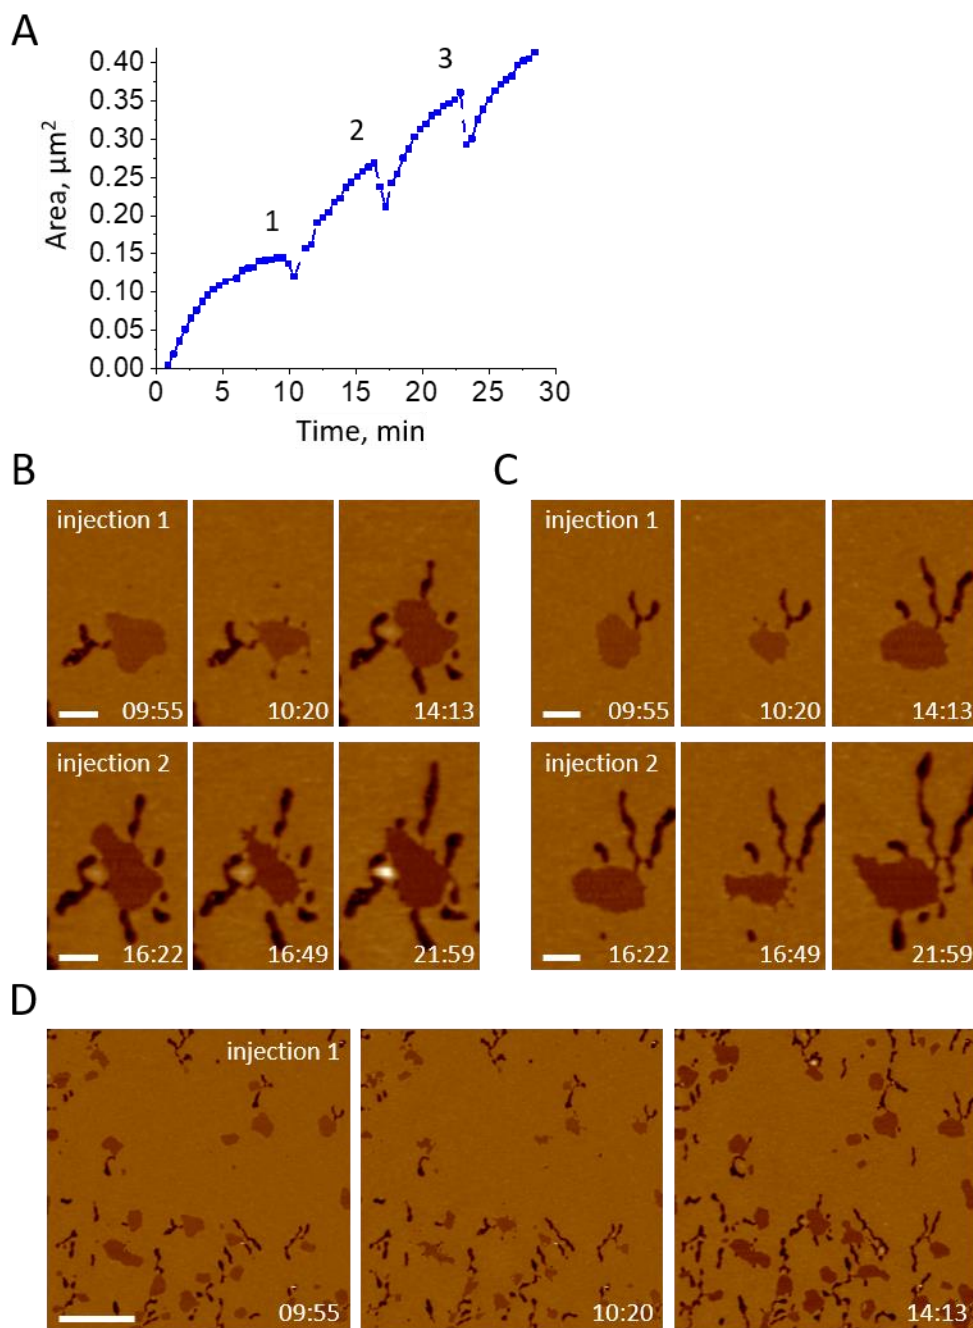 A
Area, µm²
0.40
0.35
0.30
0.25
0.20
0.15
0.10
0.05
0.00
1
2
3
0 5 10 15 20 25 30
Time, min
B
injection 1
09:55 10:20 14:13
injection 2
16:22 16:49 21:59
C
injection 1
09:55 10:20 14:13
injection 2
16:22 16:49 21:59
D
injection 1
09:55 10:20 14:13